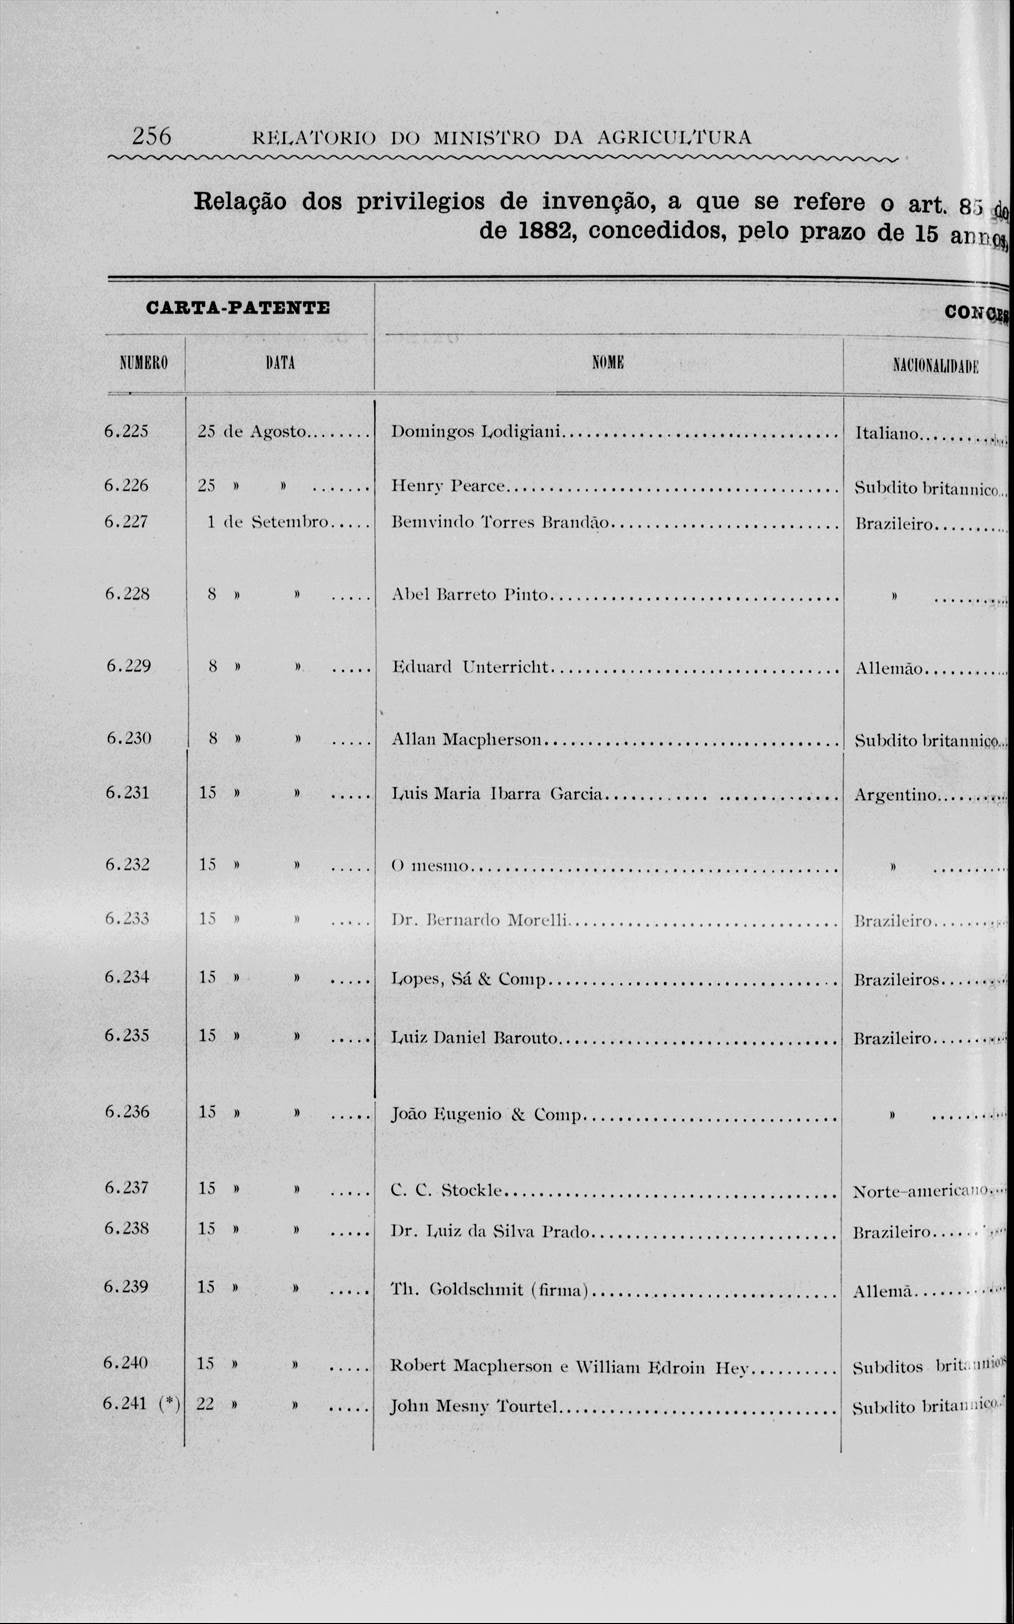 256 RELATORIO DO MINISTRO DA AGRICULTURA
Relação dos privilegios de invenção, a que se refere o art. 85 do
de 1882, concedidos, pelo prazo de 15 annos,
CARTA-PATENTE
NUMERO DATA NOME NACIONALIDADE
6.225 25 de Agosto........ Domingos Lodigiani................................ Italiano..........
6.226 25 » » ....... Henry Pearce...................................... Subdito britannico...
6.227 1 de Setembro..... Bemvindo Torres Brandão........................... Brazileiro..........
6.228 8 » » ..... Abel Barreto Pinto................................. » ..........
6.229 8 » » ..... Eduard Unterricht................................. Allemão..........
6.230 8 » » ..... Allan Macpherson.................................. Subdito britannico...
6.231 15 » » ..... Luis Maria Ibarra Garcia........................... Argentino..........
6.232 15 » » ..... O mesmo........................................... » ..........
6.233 15 » » ..... Dr. Bernardo Morelli............................... Brazileiro..........
6.234 15 » » ..... Lopes, Sá & Comp.................................. Brazileiros..........
6.235 15 » » ..... Luiz Daniel Barouto................................ Brazileiro..........
6.236 15 » » ..... João Eugenio & Comp.............................. » ..........
6.237 15 » » ..... C. C. Stockle...................................... Norte-americano...
6.238 15 » » ..... Dr. Luiz da Silva Prado............................ Brazileiro..........
6.239 15 » » ..... Th. Goldschmit (firma)............................ Allemã..........
6.240 15 » » ..... Robert Macpherson e William Edroin Hey.......... Subditos britannicos
6.241 (*) 22 » » ..... John Mesny Tourtel................................ Subdito britannico..